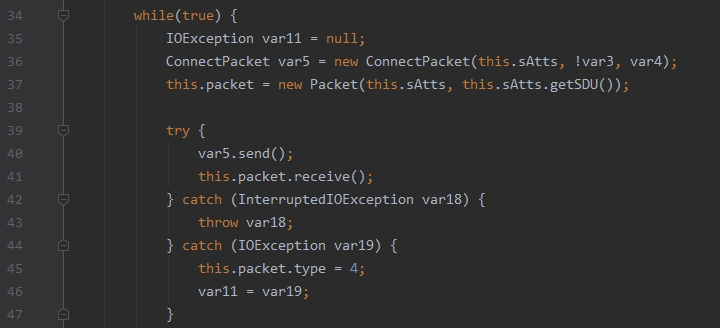 34 while(true) {
35 IOException var11 = null;
36 ConnectPacket var5 = new ConnectPacket(this.sAtts, !var3, var4);
37 this.packet = new Packet(this.sAtts, this.sAtts.getSDU());
38
39 try {
40 var5.send();
41 this.packet.receive();
42 } catch (InterruptedIOException var18) {
43 throw var18;
44 } catch (IOException var19) {
45 this.packet.type = 4;
46 var11 = var19;
47 }